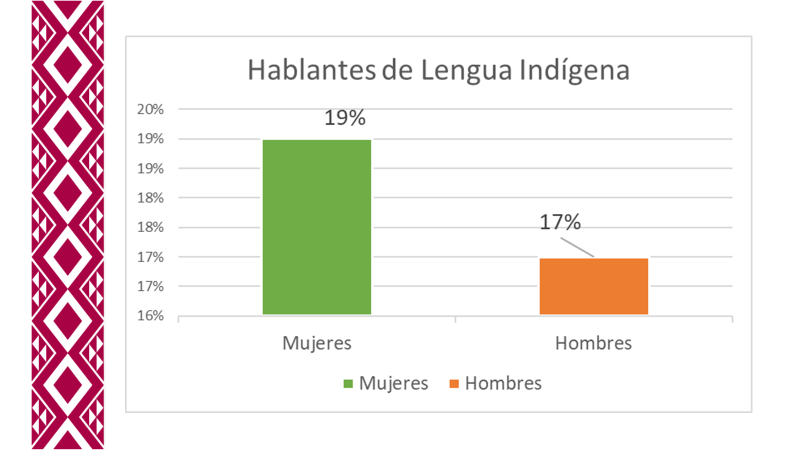 Hablantes de Lengua Indígena
20%
19%
19%
18%
18%
17%
17%
16%
19%
17%
Mujeres
Hombres
Mujeres
Hombres